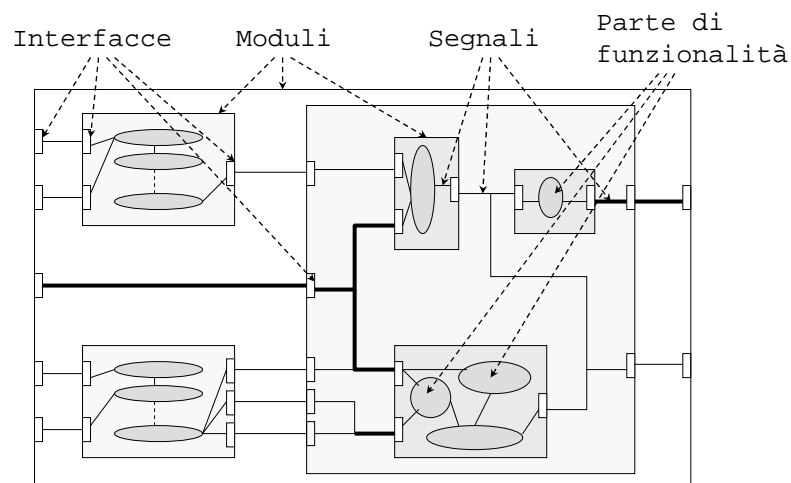 Interfacce
Moduli
Segnali
Parte di
funzionalità